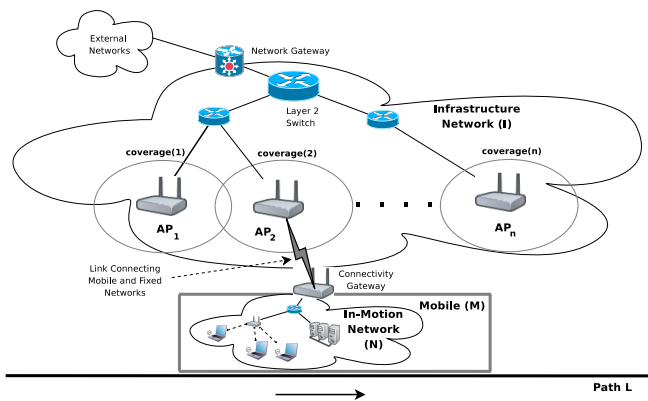 External
Networks
Network Gateway
Layer 2
Switch
Infrastructure
Network (I)
coverage(1)
coverage(2)
coverage(n)
AP1
AP2
APn
Link Connecting
Mobile and Fixed
Networks
Connectivity
Gateway
Mobile (M)
In-Motion
Network
(N)
Path L